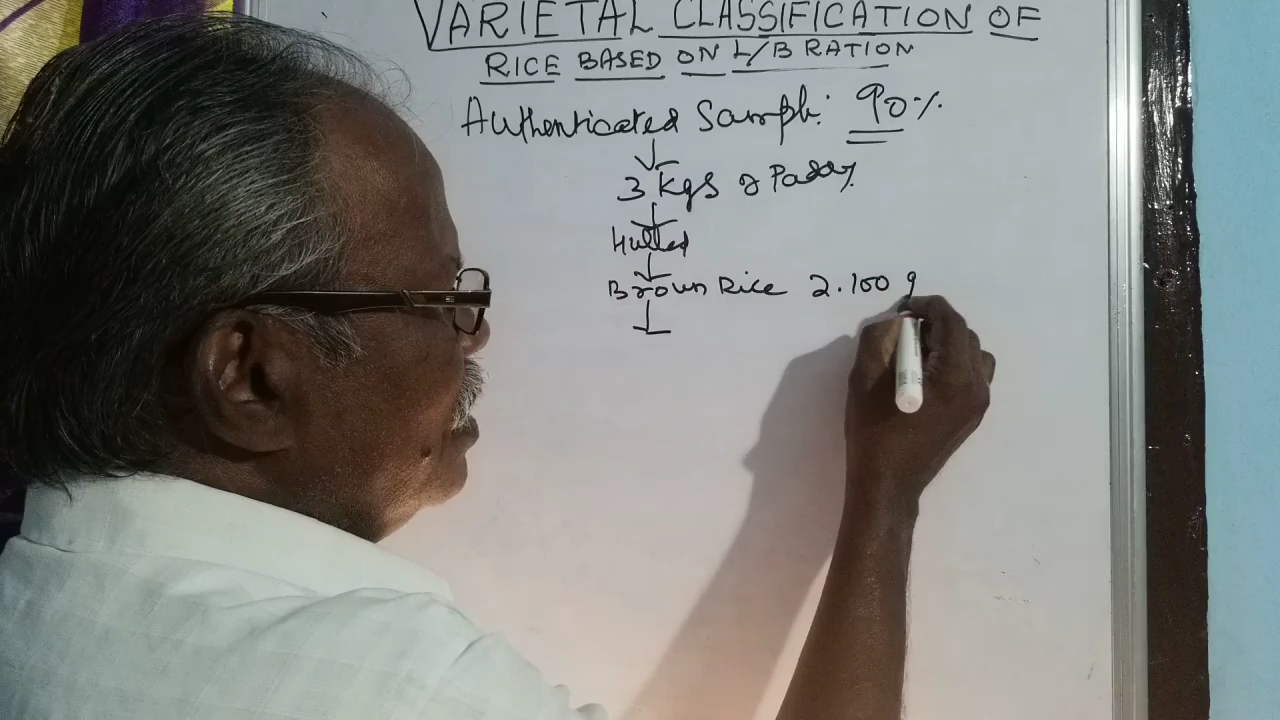 VARIETAL CLASSIFICATION OF
RICE BASED ON L/B RATION
Authenticated Sample: 90%
3 Kgs of Paddy
Hulled
Brown Rice 2.100 g